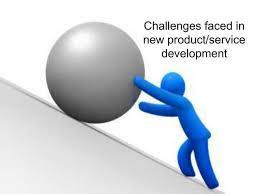 Challenges faced in
new product/service
development